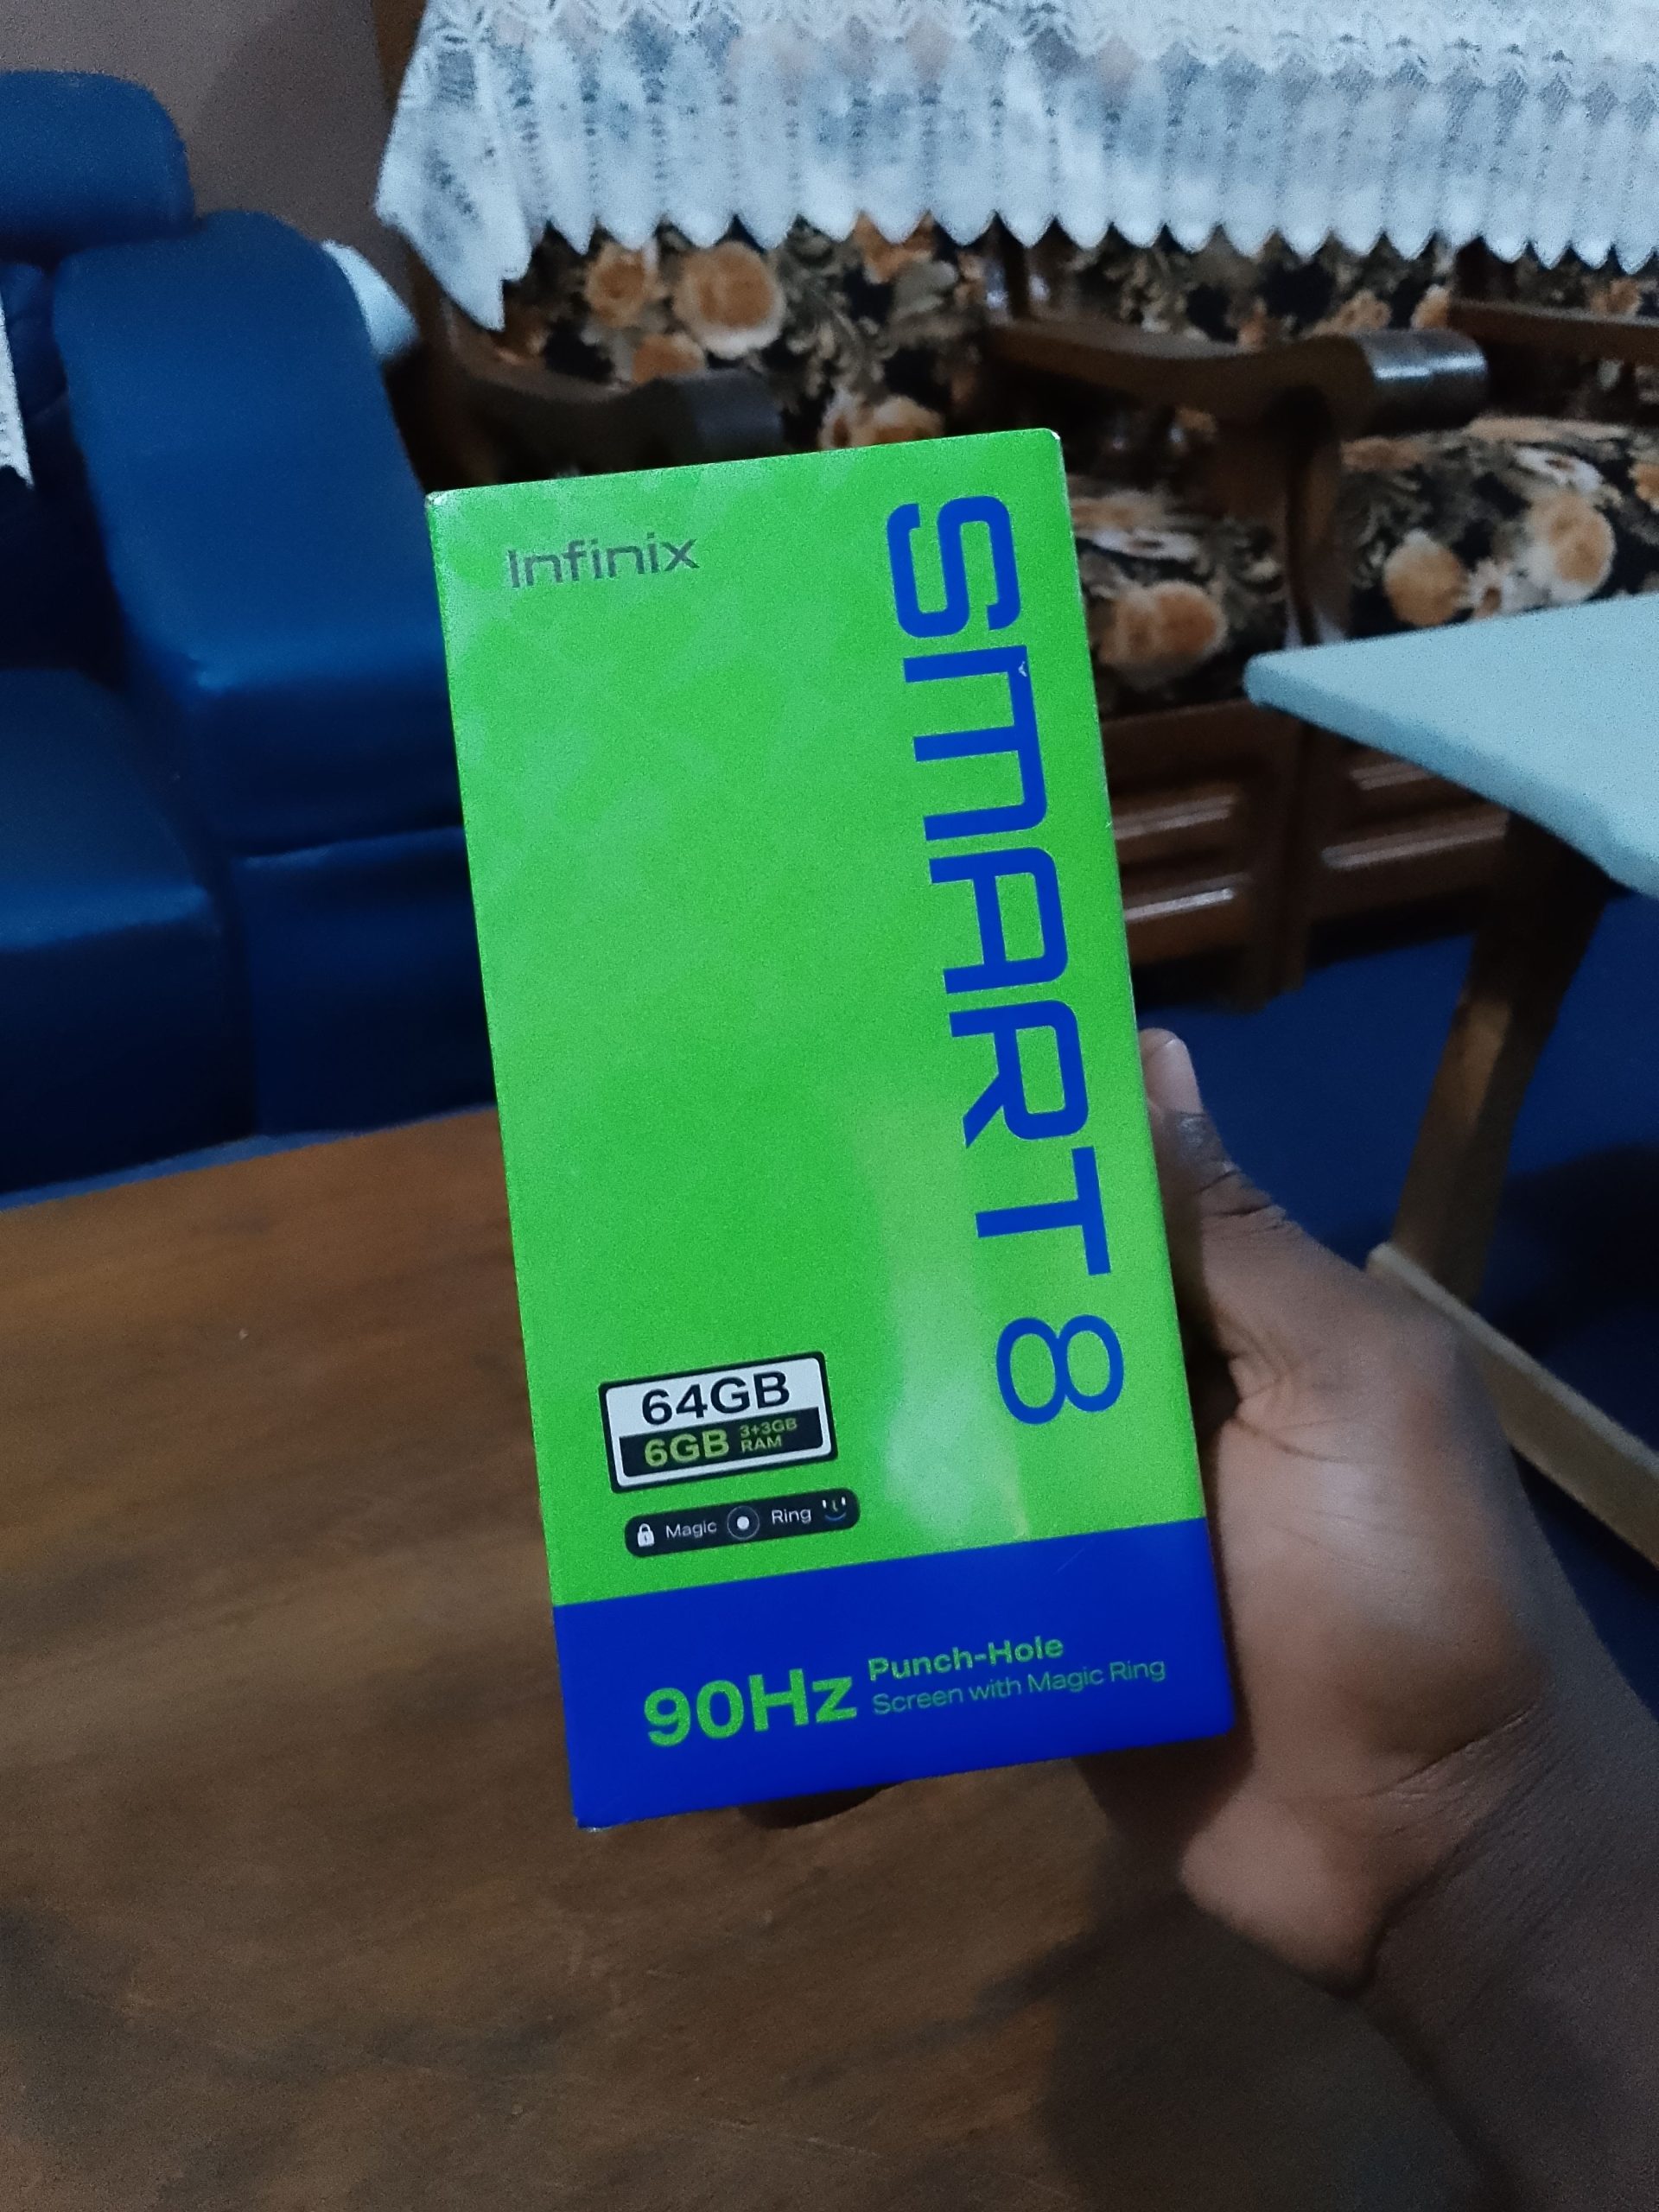 Infinix
SMART 8
64GB
6GB 3+3GB
RAM
Magic Ring
90Hz Punch-Hole
Screen with Magic Ring